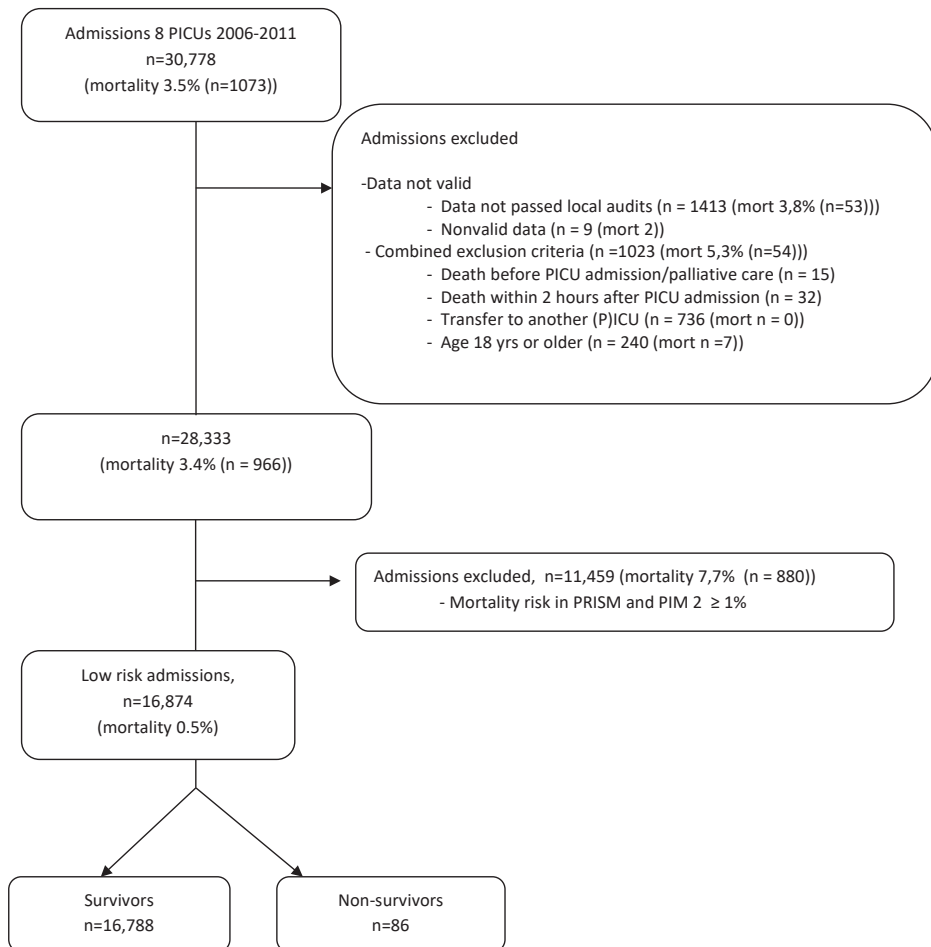 Admissions 8 PICUs 2006-2011
n=30,778
(mortality 3.5% (n=1073))
Admissions excluded
-Data not valid
- Data not passed local audits (n = 1413 (mort 3,8% (n=53)))
- Nonvalid data (n = 9 (mort 2))
- Combined exclusion criteria (n =1023 (mort 5,3% (n=54)))
- Death before PICU admission/palliative care (n = 15)
- Death within 2 hours after PICU admission (n = 32)
- Transfer to another (P)ICU (n = 736 (mort n = 0))
- Age 18 yrs or older (n = 240 (mort n =7))
n=28,333
(mortality 3.4% (n = 966))
Admissions excluded, n=11,459 (mortality 7,7% (n = 880))
- Mortality risk in PRISM and PIM 2 ≥ 1%
Low risk admissions,
n=16,874
(mortality 0.5%)
Survivors
n=16,788
Non-survivors
n=86